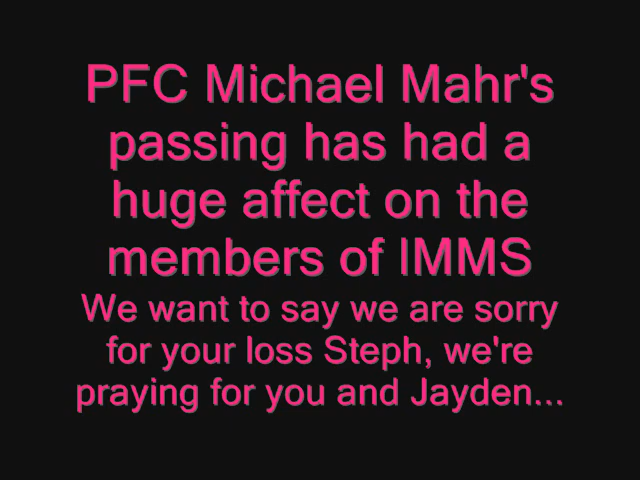 PFC Michael Mahr's
passing has had a
huge affect on the
members of IMMS
We want to say we are sorry
for your loss Steph, we're
praying for you and Jayden...